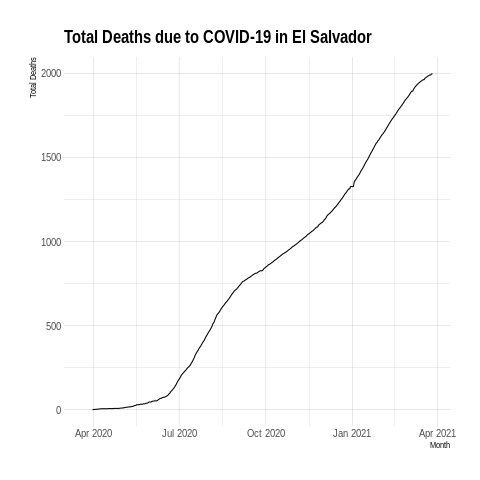 Total Deaths due to COVID-19 in El Salvador
Total Deaths
2000
1500
1000
500
0
Apr 2020 Jul 2020 Oct 2020 Jan 2021 Apr 2021
Month